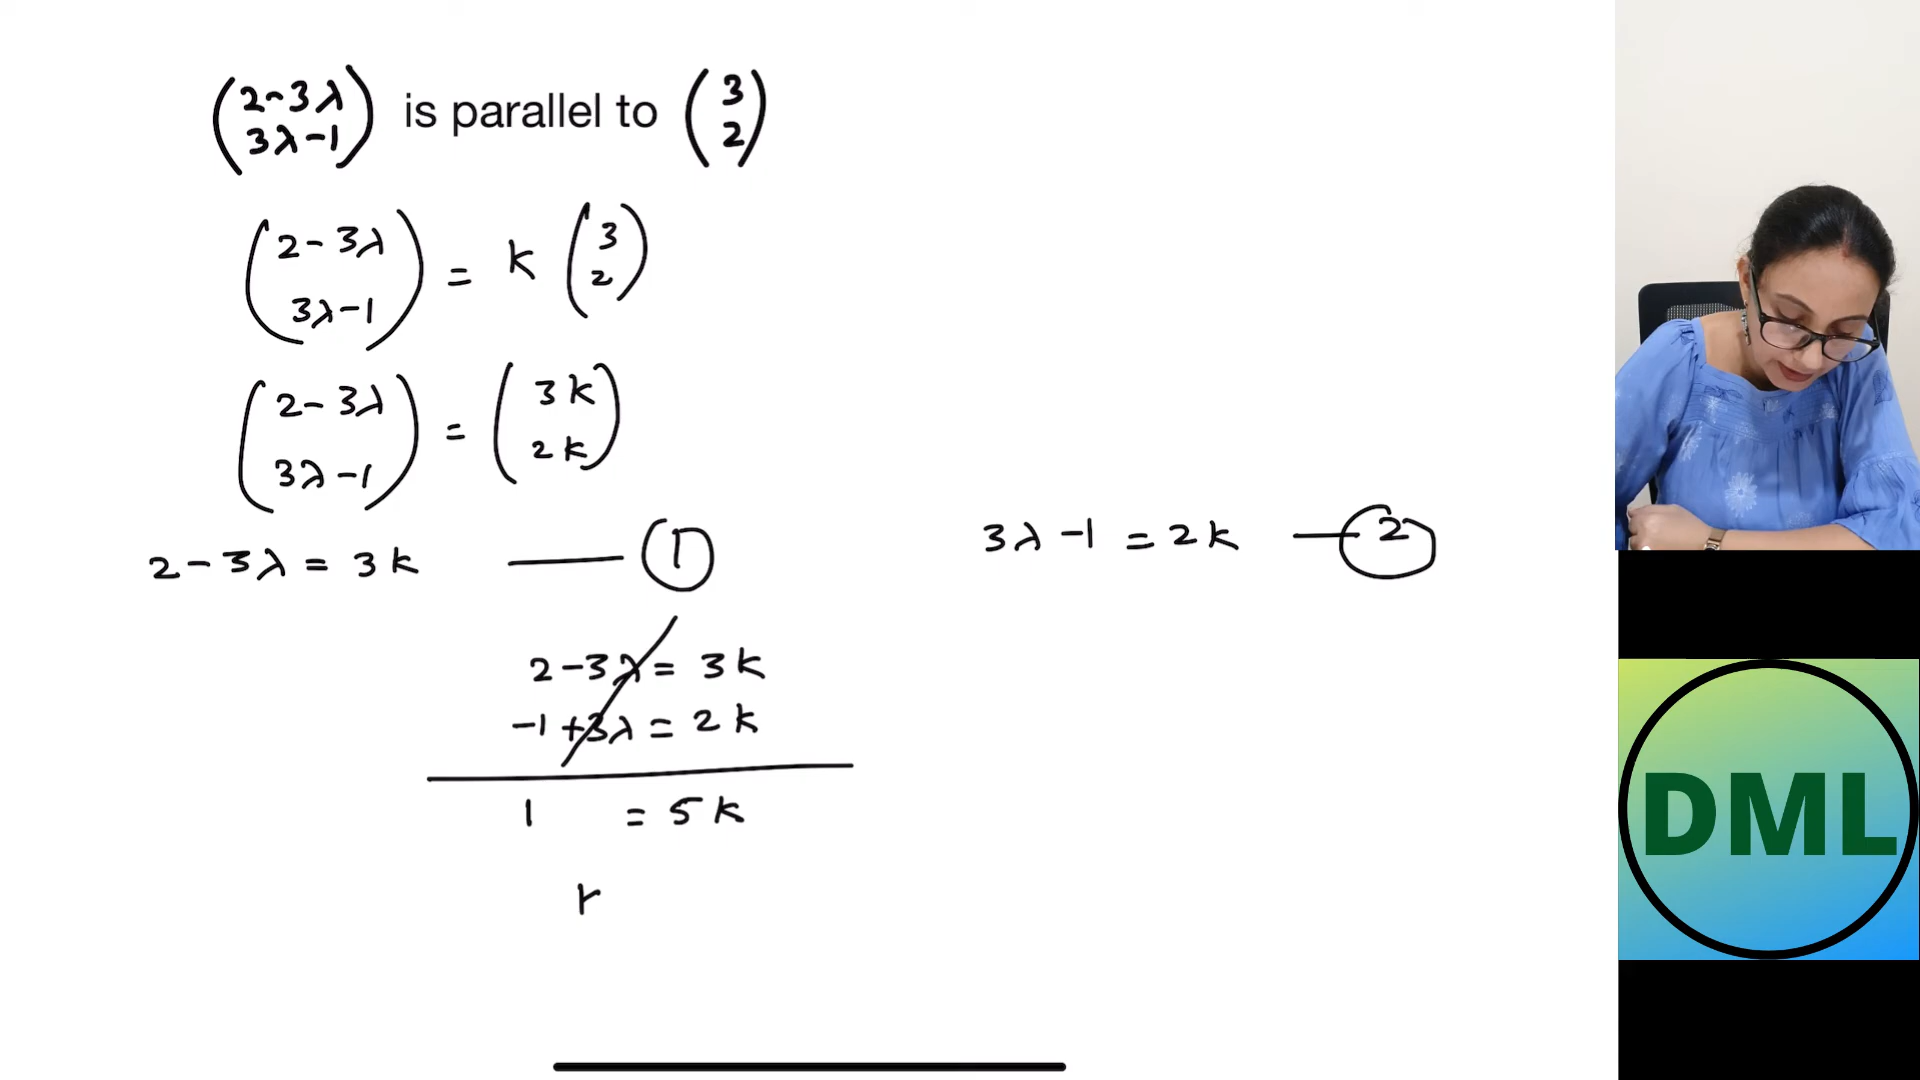 (2-3λ 3λ-1) is parallel to (3 2)
(2-3λ 3λ-1) = k (3 2)
(2-3λ 3λ-1) = (3k 2k)
2-3λ = 3k — 1
3λ-1 = 2k — 2
2-3λ = 3k
-1+3λ = 2k
1 = 5k
DML